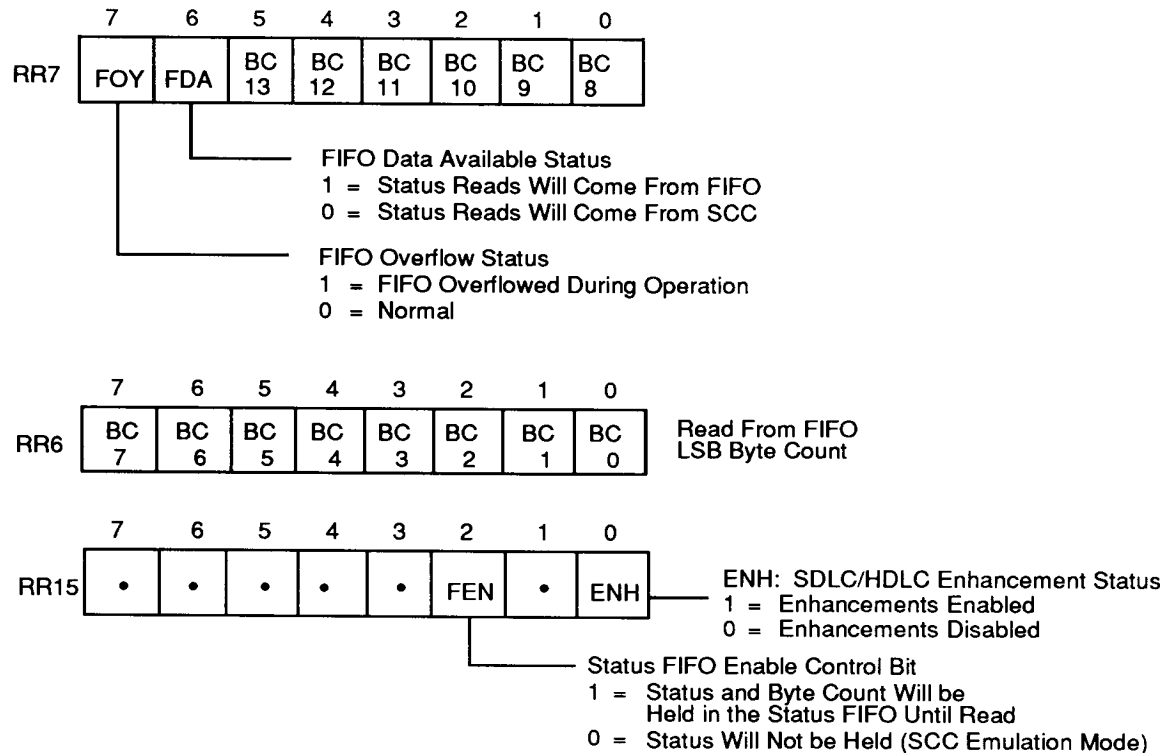 7 6 5 4 3 2 1 0
RR7 FOY FDA BC 13 BC 12 BC 11 BC 10 BC 9 BC 8
FIFO Data Available Status
1 = Status Reads Will Come From FIFO
0 = Status Reads Will Come From SCC
FIFO Overflow Status
1 = FIFO Overflowed During Operation
0 = Normal
7 6 5 4 3 2 1 0
RR6 BC 7 BC 6 BC 5 BC 4 BC 3 BC 2 BC 1 BC 0
Read From FIFO
LSB Byte Count
7 6 5 4 3 2 1 0
RR15 • • • • • FEN • ENH
ENH: SDLC/HDLC Enhancement Status
1 = Enhancements Enabled
0 = Enhancements Disabled
Status FIFO Enable Control Bit
1 = Status and Byte Count Will be
Held in the Status FIFO Until Read
0 = Status Will Not be Held (SCC Emulation Mode)